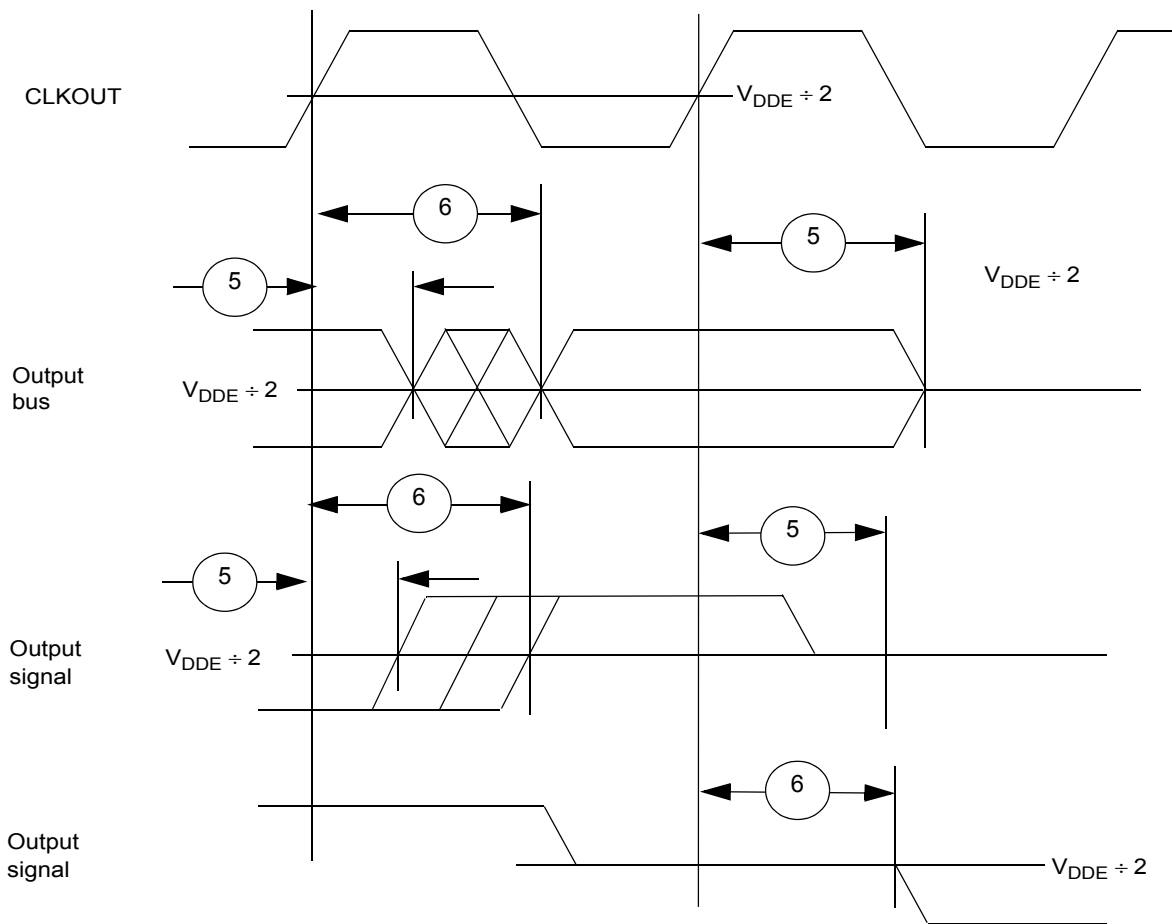 CLKOUT
V_DDE ÷ 2
6
5
5
V_DDE ÷ 2
Output
bus
V_DDE ÷ 2
6
5
5
Output
signal
V_DDE ÷ 2
6
Output
signal
V_DDE ÷ 2